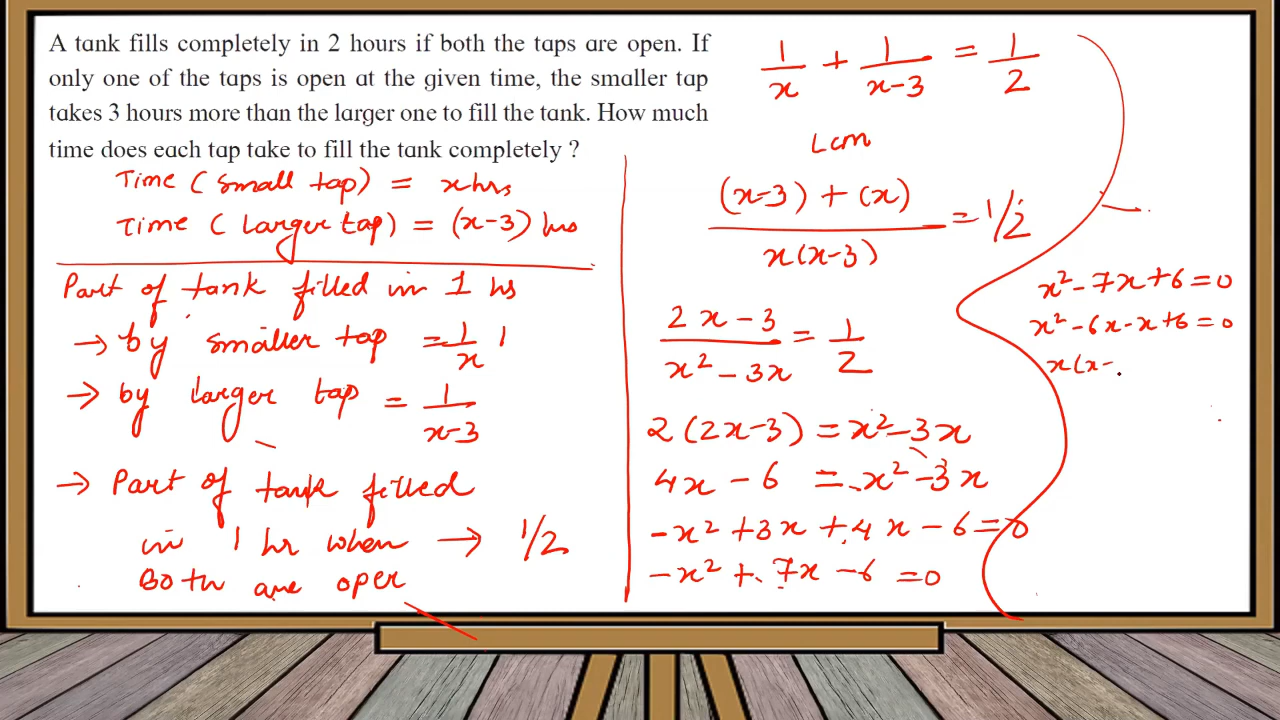 A tank fills completely in 2 hours if both the taps are open. If
only one of the taps is open at the given time, the smaller tap
takes 3 hours more than the larger one to fill the tank. How much
time does each tap take to fill the tank completely ?
Time (small tap) = x hrs
Time (larger tap) = (x-3) hrs
Part of tank filled in 1 hs
→ by smaller tap = 1/x
→ by larger tap = 1/x-3
→ Part of tank filled
in 1 hr when → 1/2
Both are open
1/x + 1/x-3 = 1/2
Lcm
(x-3) + (x)/x(x-3) = 1/2
2x-3/x² - 3x = 1/2
2(2x-3) = x²-3x
4x - 6 = x² - 3x
-x² + 3x + 4x - 6 = 0
-x² + 7x - 6 = 0
x² - 7x + 6 = 0
x² - 6x - x + 6 = 0
x(x-